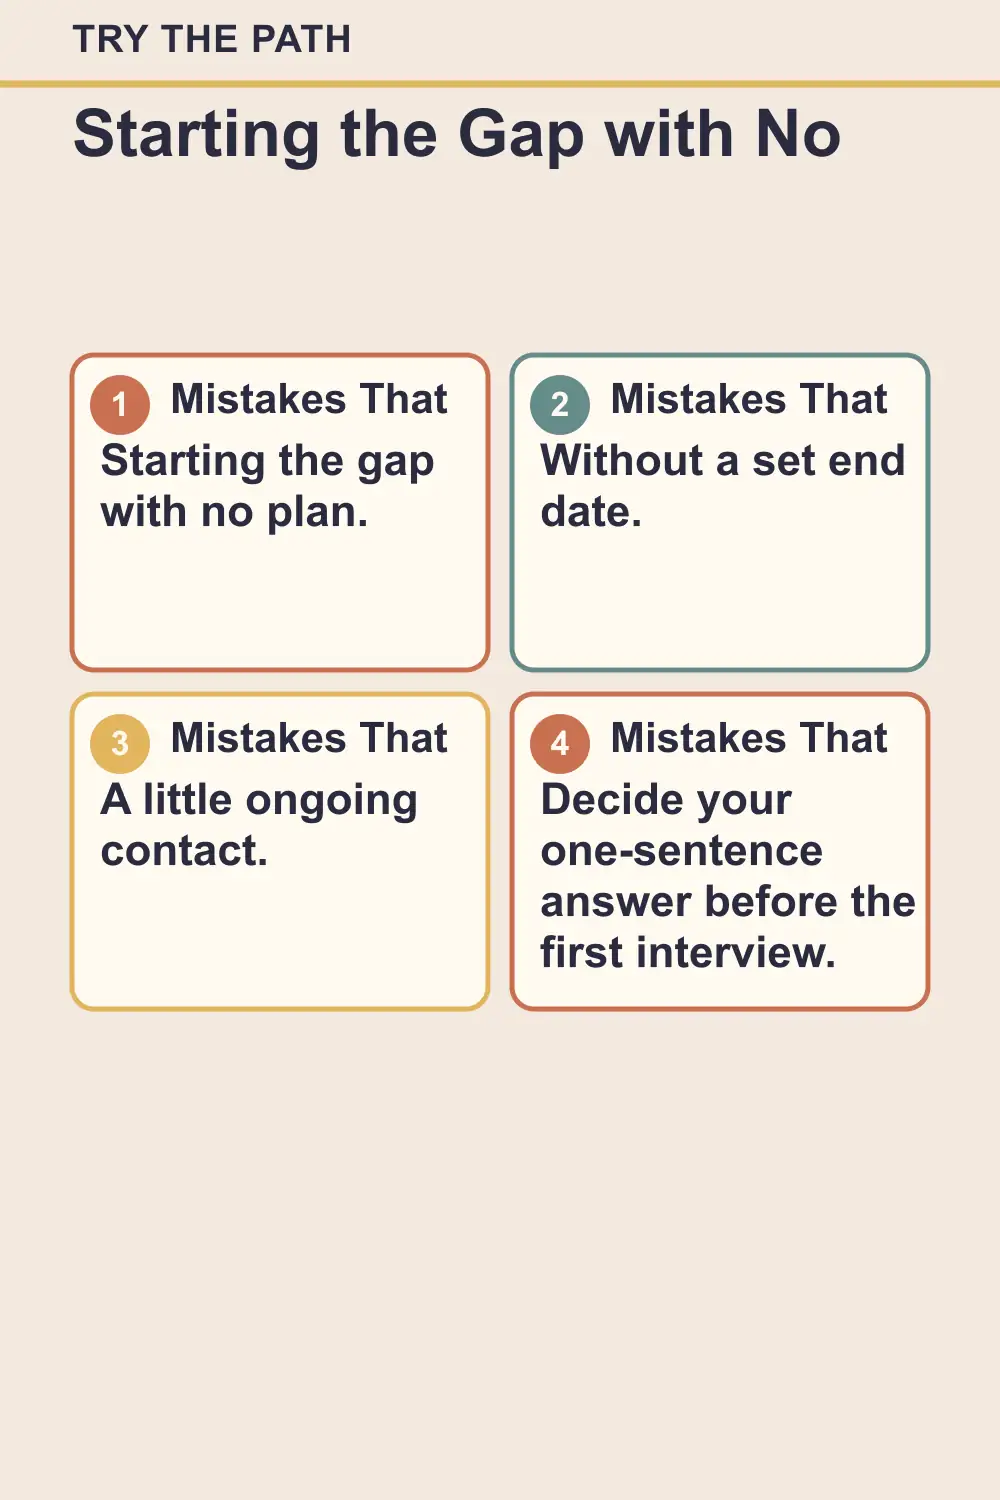 TRY THE PATH
Starting the Gap with No
1 Mistakes That
Starting the gap
with no plan.
2 Mistakes That
Without a set end
date.
3 Mistakes That
A little ongoing
contact.
4 Mistakes That
Decide your
one-sentence
answer before the
first interview.